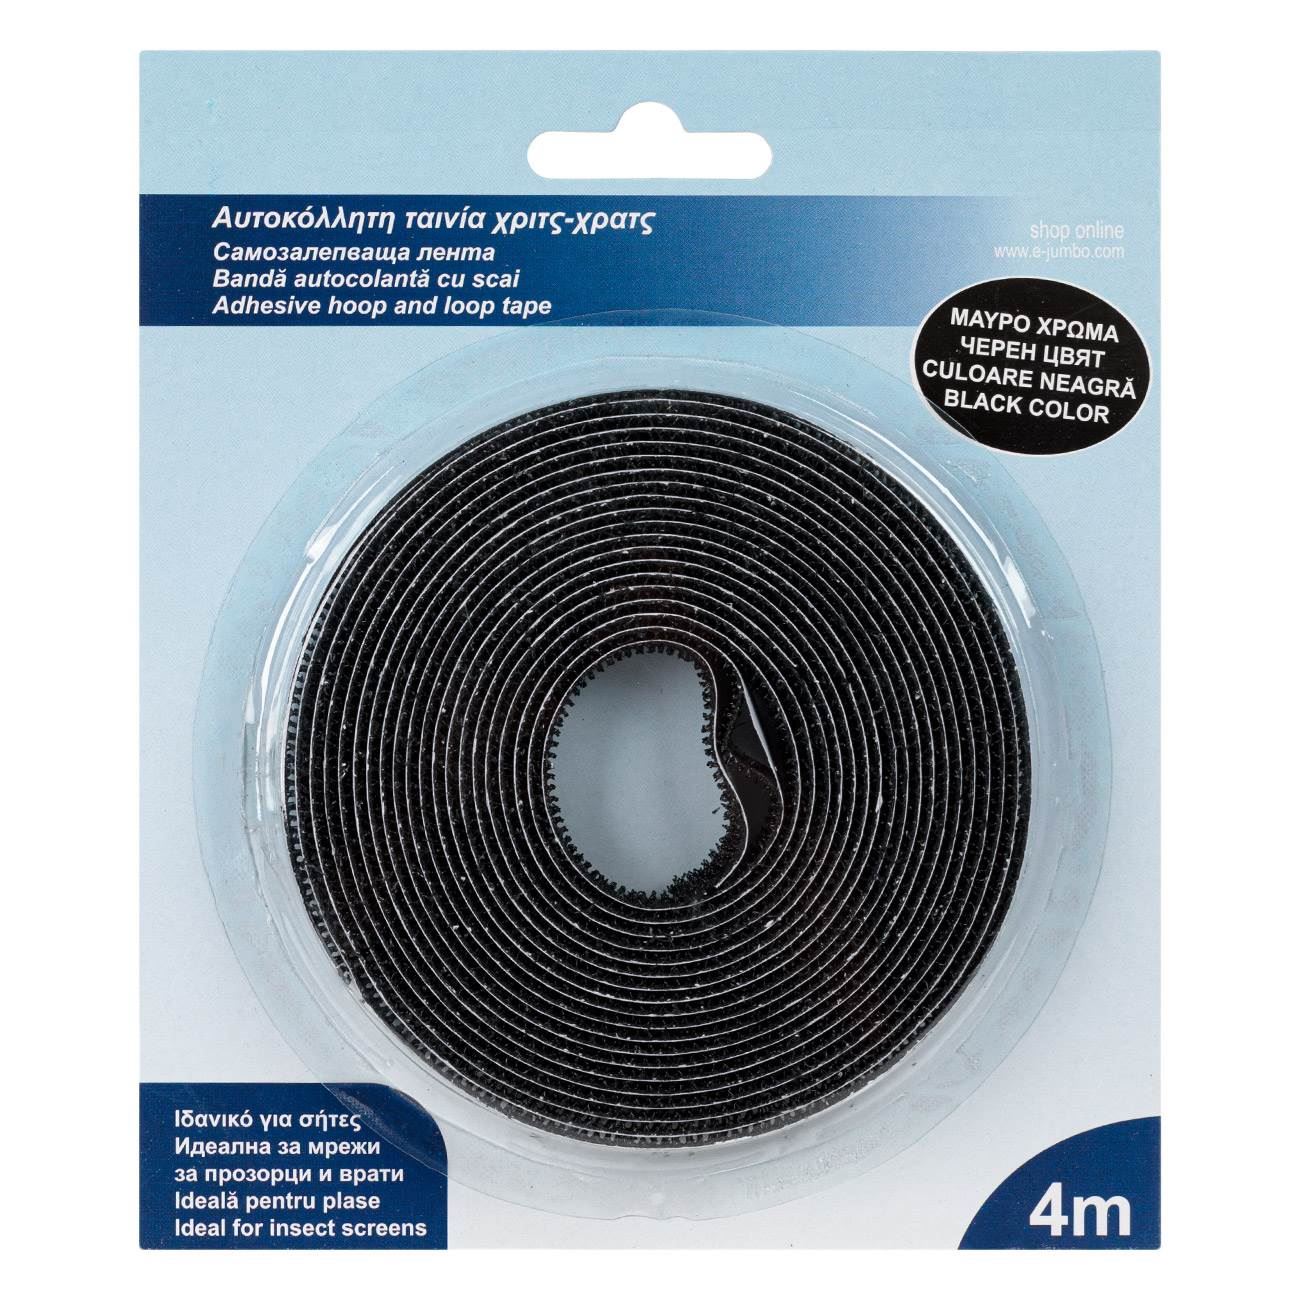 Αυτοκόλλητη ταινία χριτς-χρατς
Самозалепваща лента
Bandă autocolantă cu scai
Adhesive hoop and loop tape
shop online
www.e-jumbo.com
ΜΑΥΡΟ ΧΡΩΜΑ
ЧЕРЕН ЦВЯТ
CULOARE NEAGRĂ
BLACK COLOR
Ιδανικό για σήτες
Идеална за мрежи
за прозорци и врати
Ideală pentru plase
Ideal for insect screens
4m